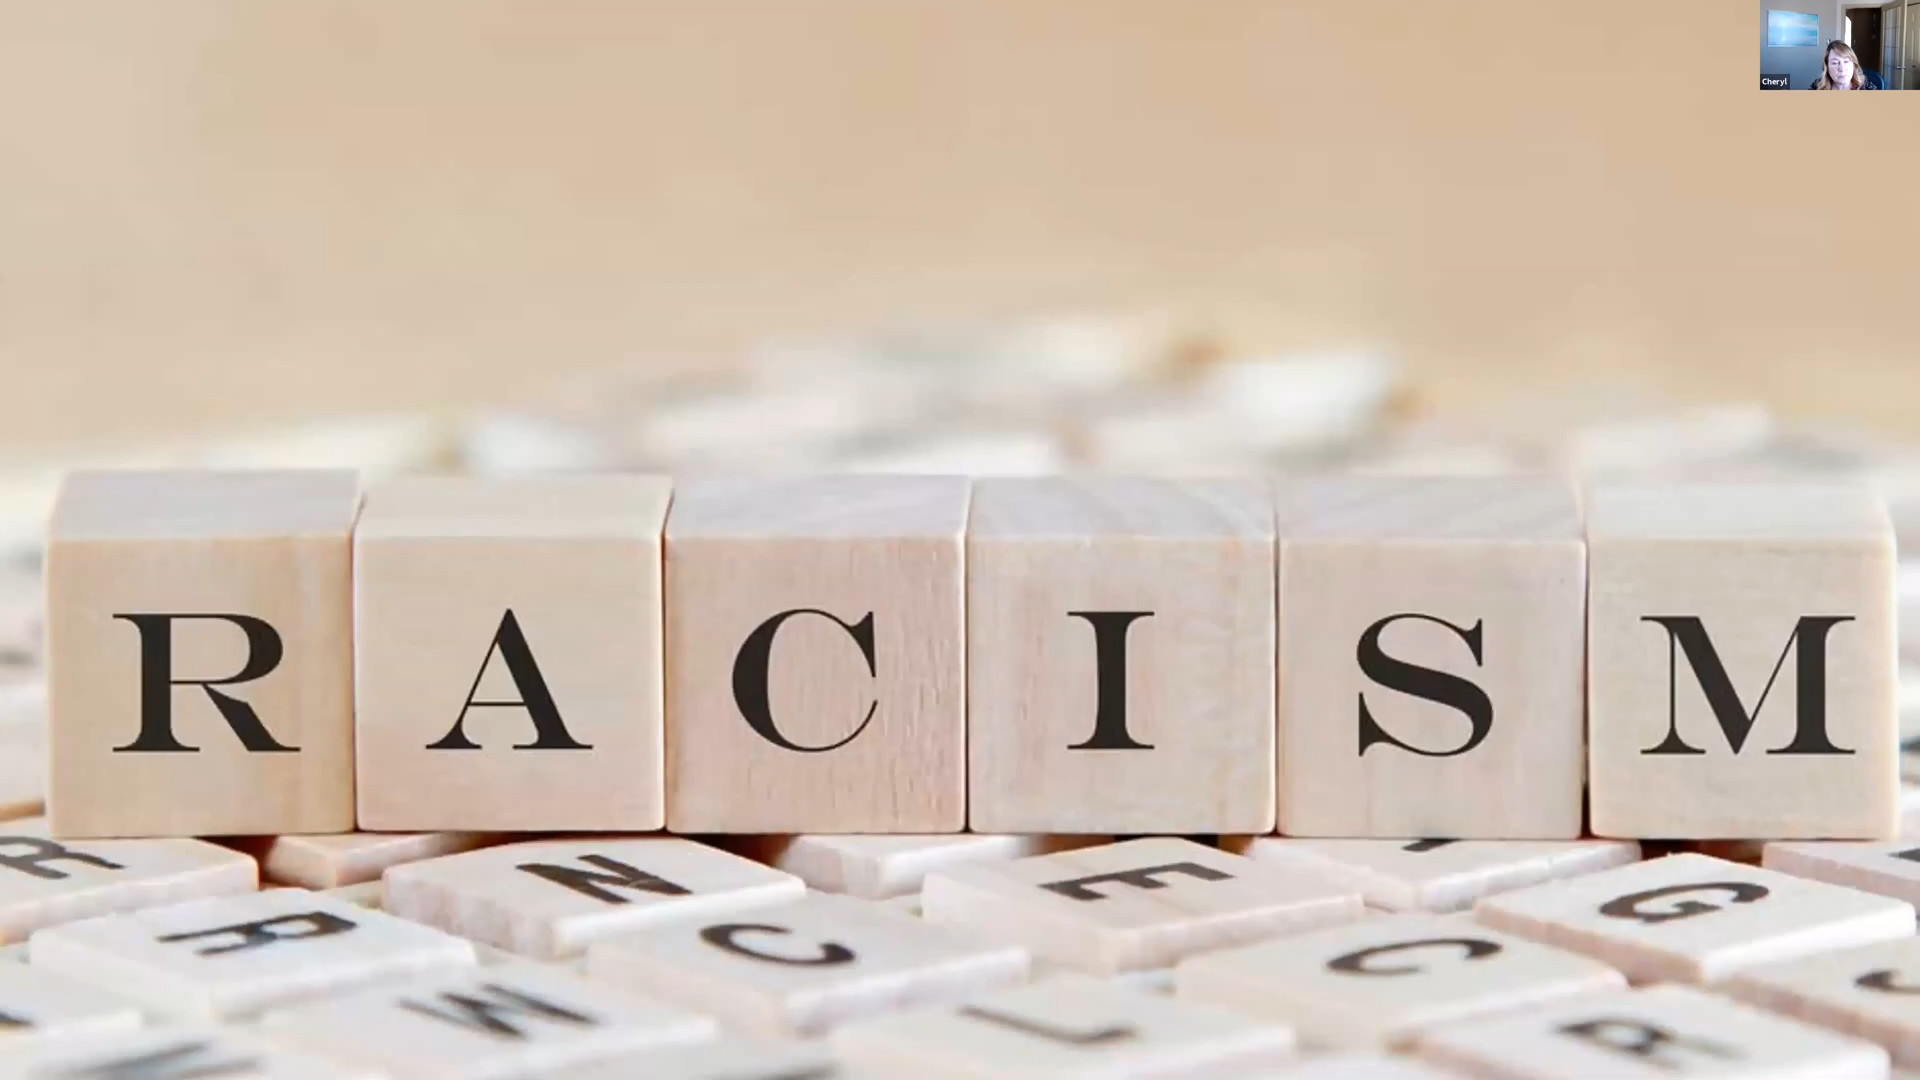 Cheryl
RACISM
R N E G
R C C
M L R